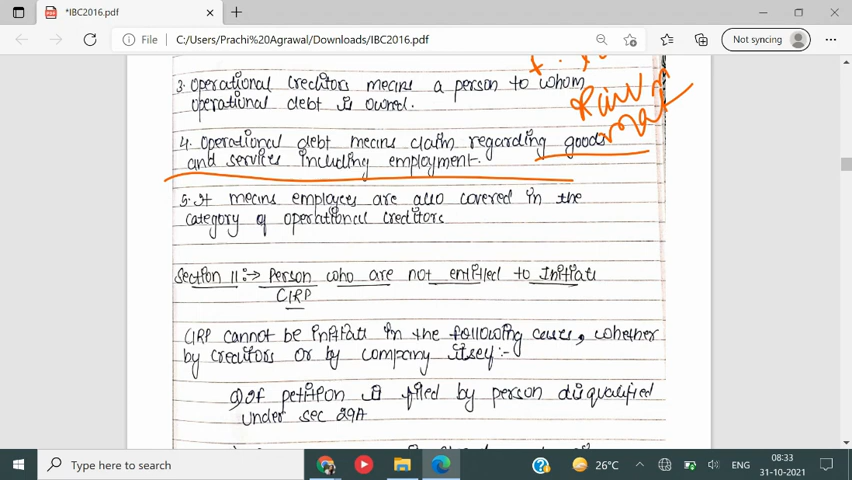 *IBC2016.pdf
File
C:/Users/Prachi%20Agrawal/Downloads/IBC2016.pdf
Not syncing
3. Operational Creditors means a person to whom
operational debt is owned.
Raw
mat
4. Operational debt means claim regarding goods
and services including employment.
5. It means employees are also covered in the
category of operational creditors
Section 11:-> Person who are not entitled to Initiate
CIRP
CIRP cannot be initiate in the following cases, whether
by creditors or by company itself:-
a) If petition is filed by person disqualified
under sec 29A
Type here to search
26°C
ENG
08:33
31-10-2021